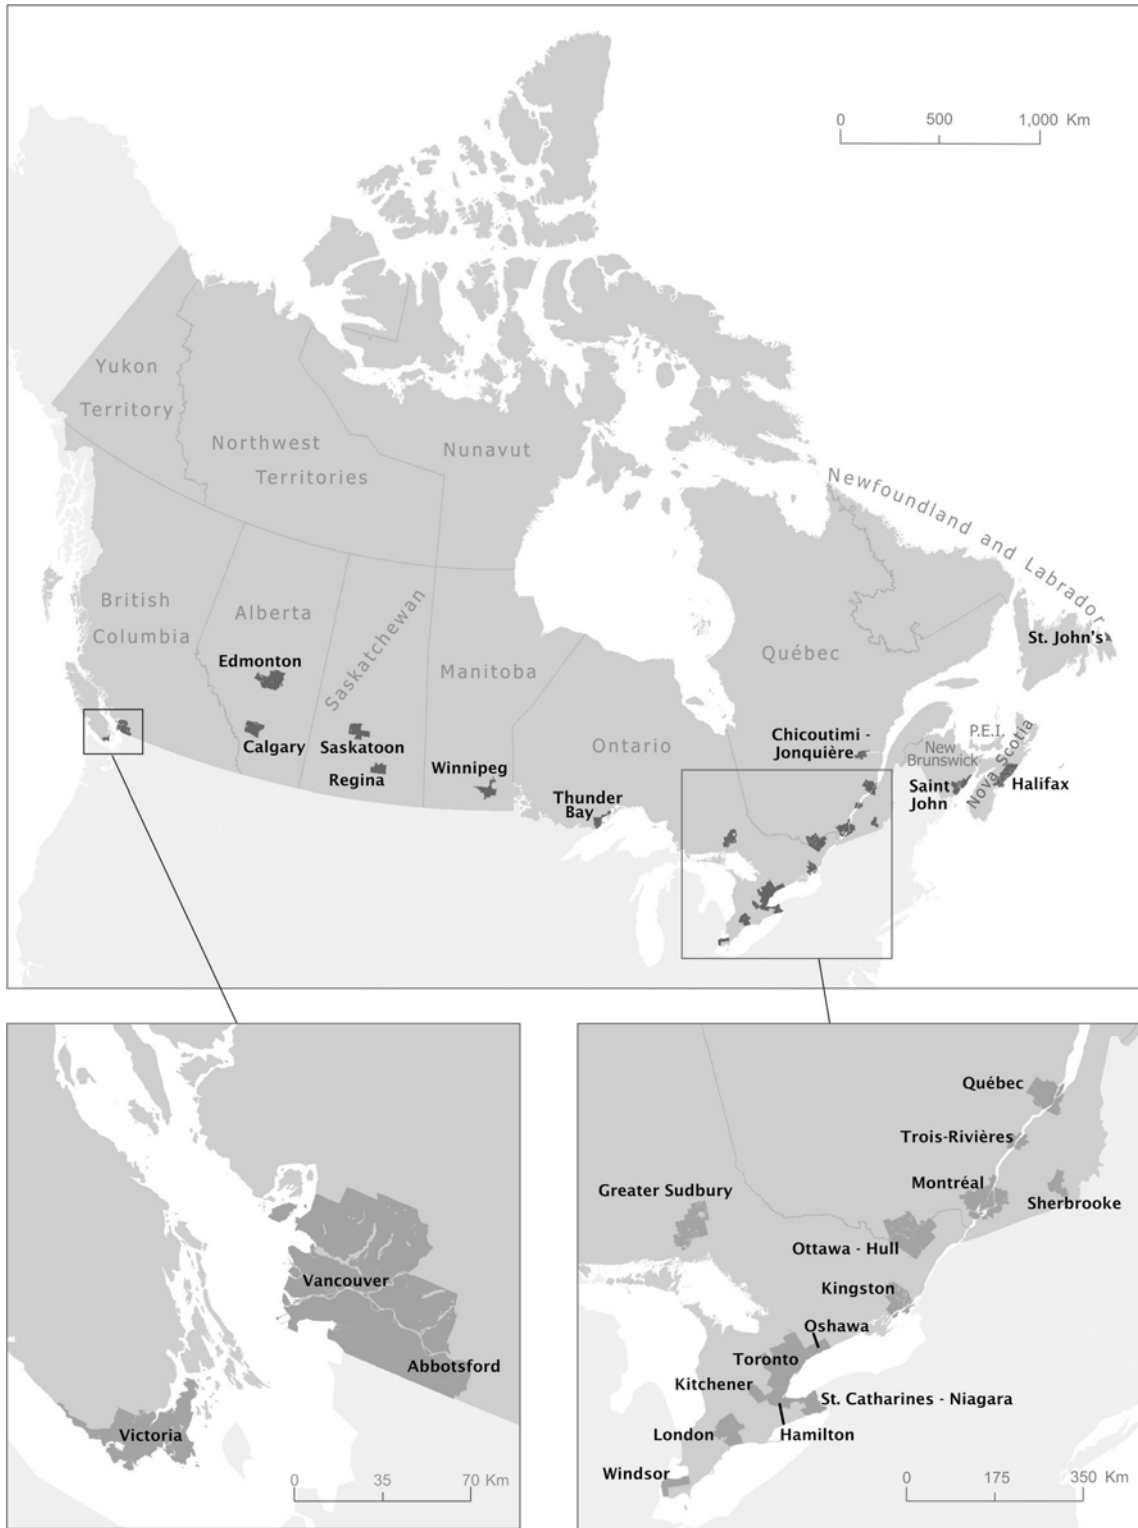 0 500 1,000 Km
Yukon
Territory
Northwest
Territories
Nunavut
Newfoundland and Labrador
British
Columbia
Alberta
Saskatchewan
Manitoba
Ontario
Québec
St. John's
Edmonton
Calgary
Saskatoon
Regina
Winnipeg
Thunder
Bay
Chicoutimi -
Jonquière
New
Brunswick
P.E.I.
Nova Scotia
Saint
John
Halifax
Vancouver
Abbotsford
Victoria
0 35 70 Km
Québec
Trois-Rivières
Montréal
Sherbrooke
Greater Sudbury
Ottawa - Hull
Kingston
Oshawa
Toronto
Kitchener
St. Catharines - Niagara
London
Hamilton
Windsor
0 175 350 Km